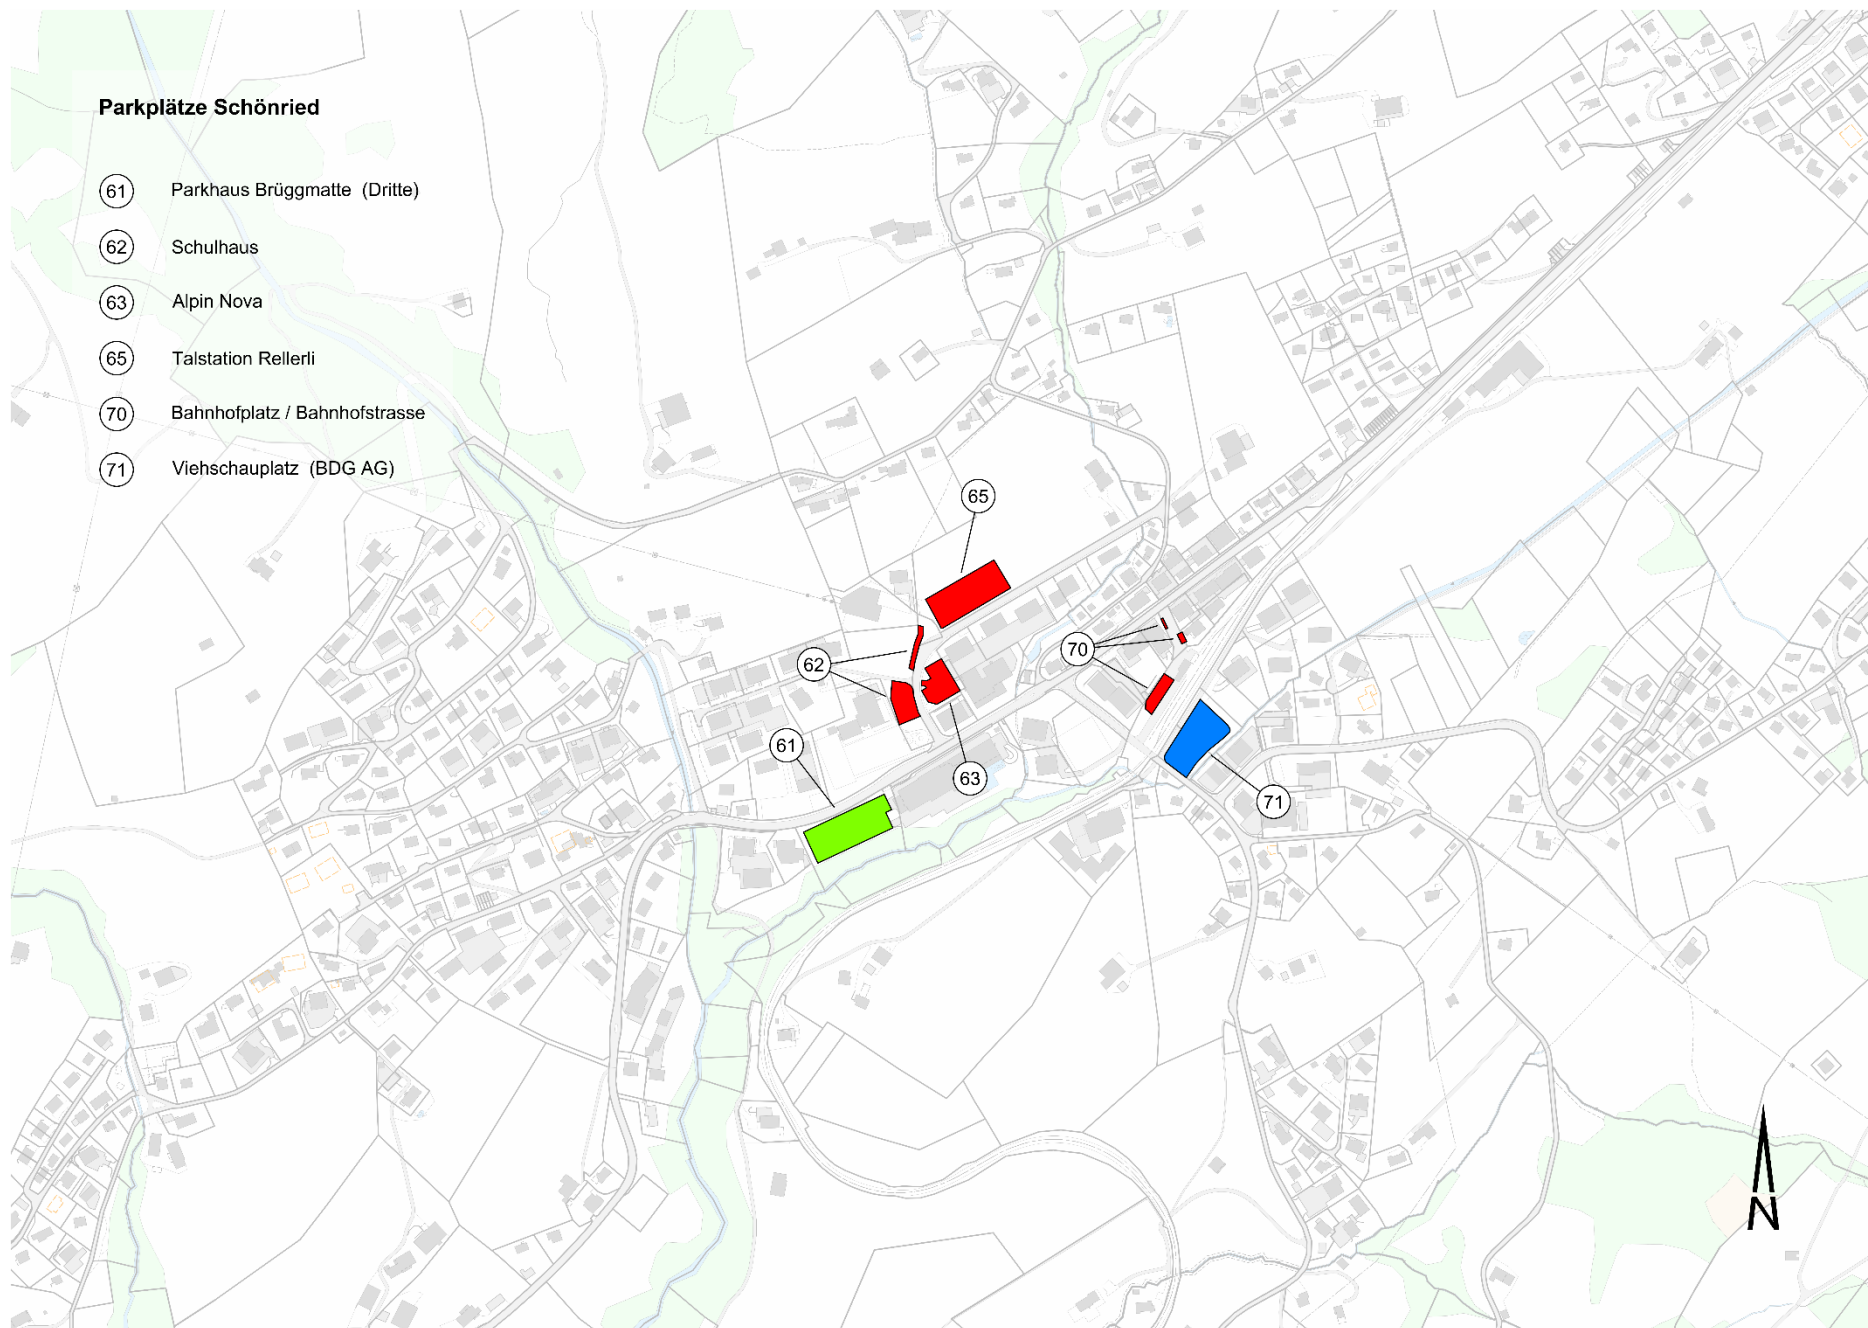 Parkplätze Schönried
61 Parkhaus Brüggmatte (Dritte)
62 Schulhaus
63 Alpin Nova
65 Talstation Rellerli
70 Bahnhofplatz / Bahnhofstrasse
71 Viehschauplatz (BDG AG)
65
70
62
61
63
71
N